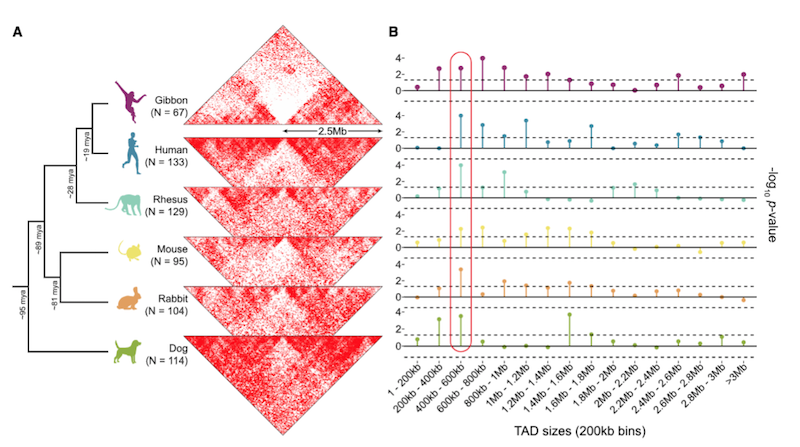 A
B
Gibbon
(N = 67)
Human
(N = 133)
Rhesus
(N = 129)
Mouse
(N = 95)
Rabbit
(N = 104)
Dog
(N = 114)
~19 mya
~28 mya
~89 mya
~81 mya
~95 mya
2.5Mb
4
2
0
4
2
0
4
2
0
4
2
0
4
2
0
4
2
0
-log10 p-value
1 - 200kb
200kb - 400kb
400kb - 600kb
600kb - 800kb
800kb - 1Mb
1Mb - 1.2Mb
1.2Mb - 1.4Mb
1.4Mb - 1.6Mb
1.6Mb - 1.8Mb
1.8Mb - 2Mb
2Mb - 2.2Mb
2.2Mb - 2.4Mb
2.4Mb - 2.6Mb
2.6Mb - 2.8Mb
2.8Mb - 3Mb
>3Mb
TAD sizes (200kb bins)